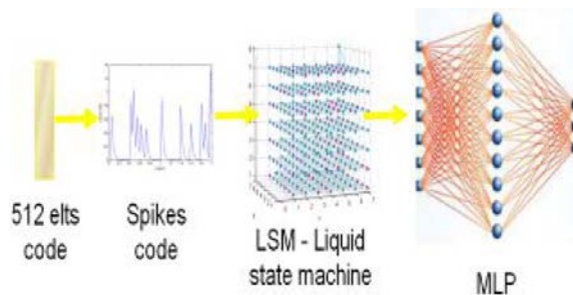 512 elts
code
Spikes
code
LSM - Liquid
state machine
MLP